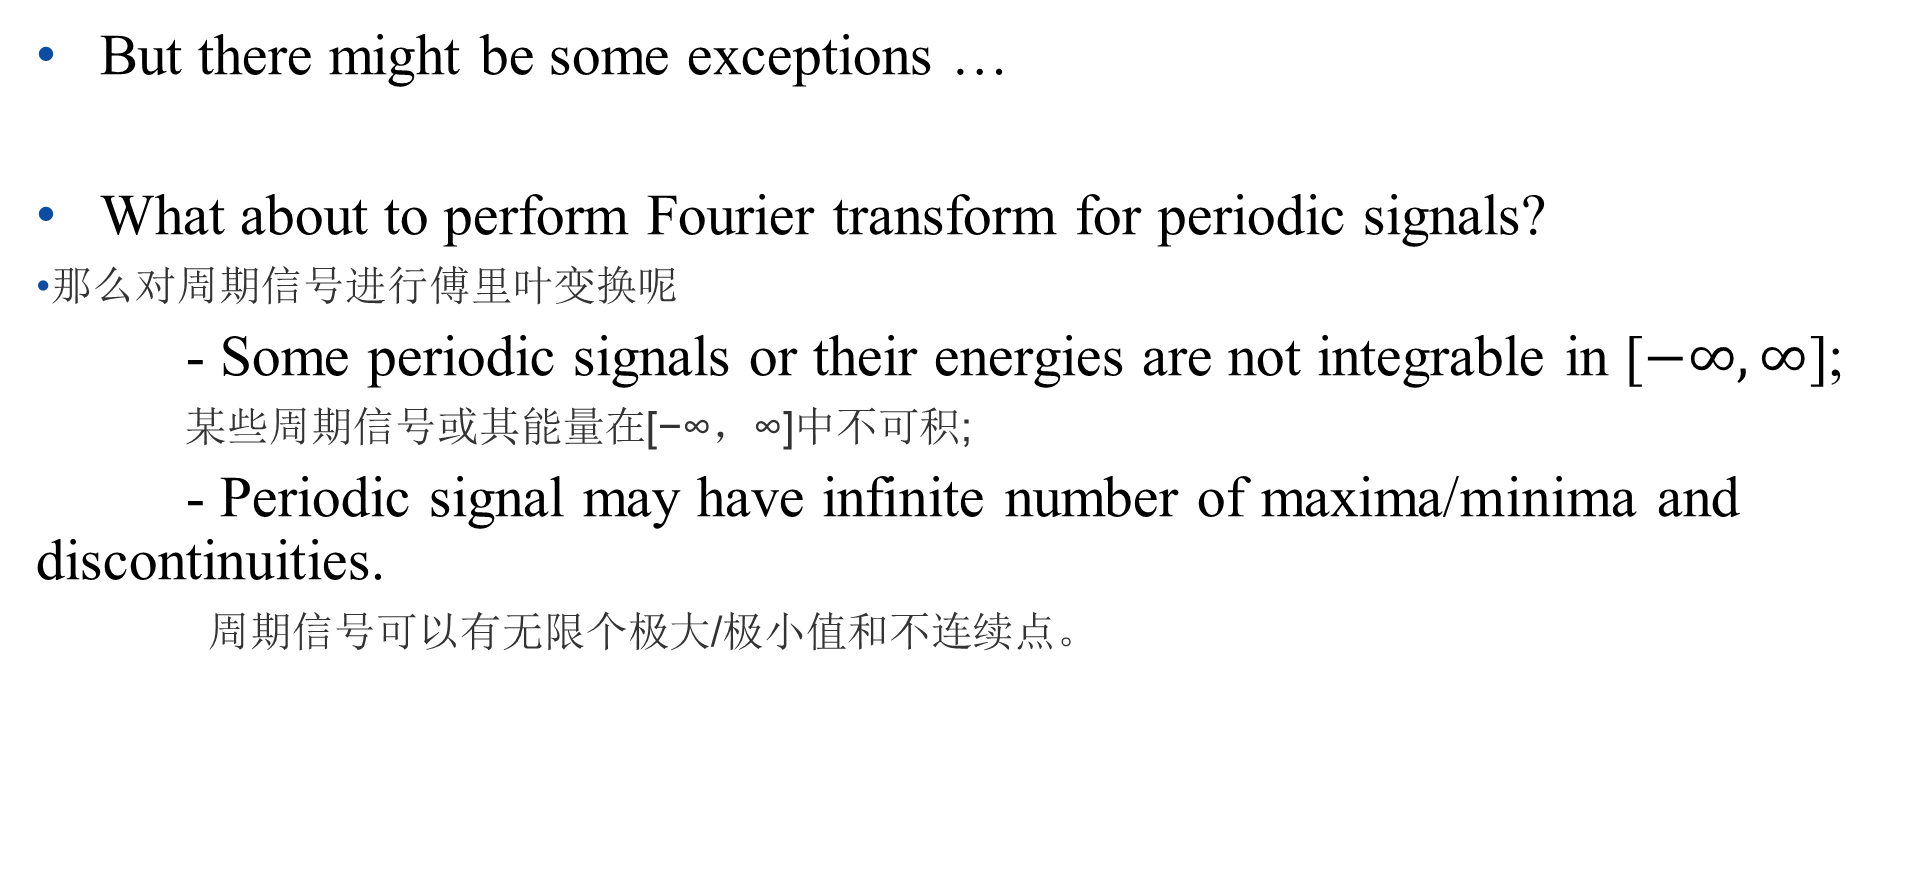 • But there might be some exceptions …
• What about to perform Fourier transform for periodic signals?
•那么对周期信号进行傅里叶变换呢
- Some periodic signals or their energies are not integrable in [−∞, ∞];
某些周期信号或其能量在[−∞，∞]中不可积;
- Periodic signal may have infinite number of maxima/minima and
discontinuities.
周期信号可以有无限个极大/极小值和不连续点。